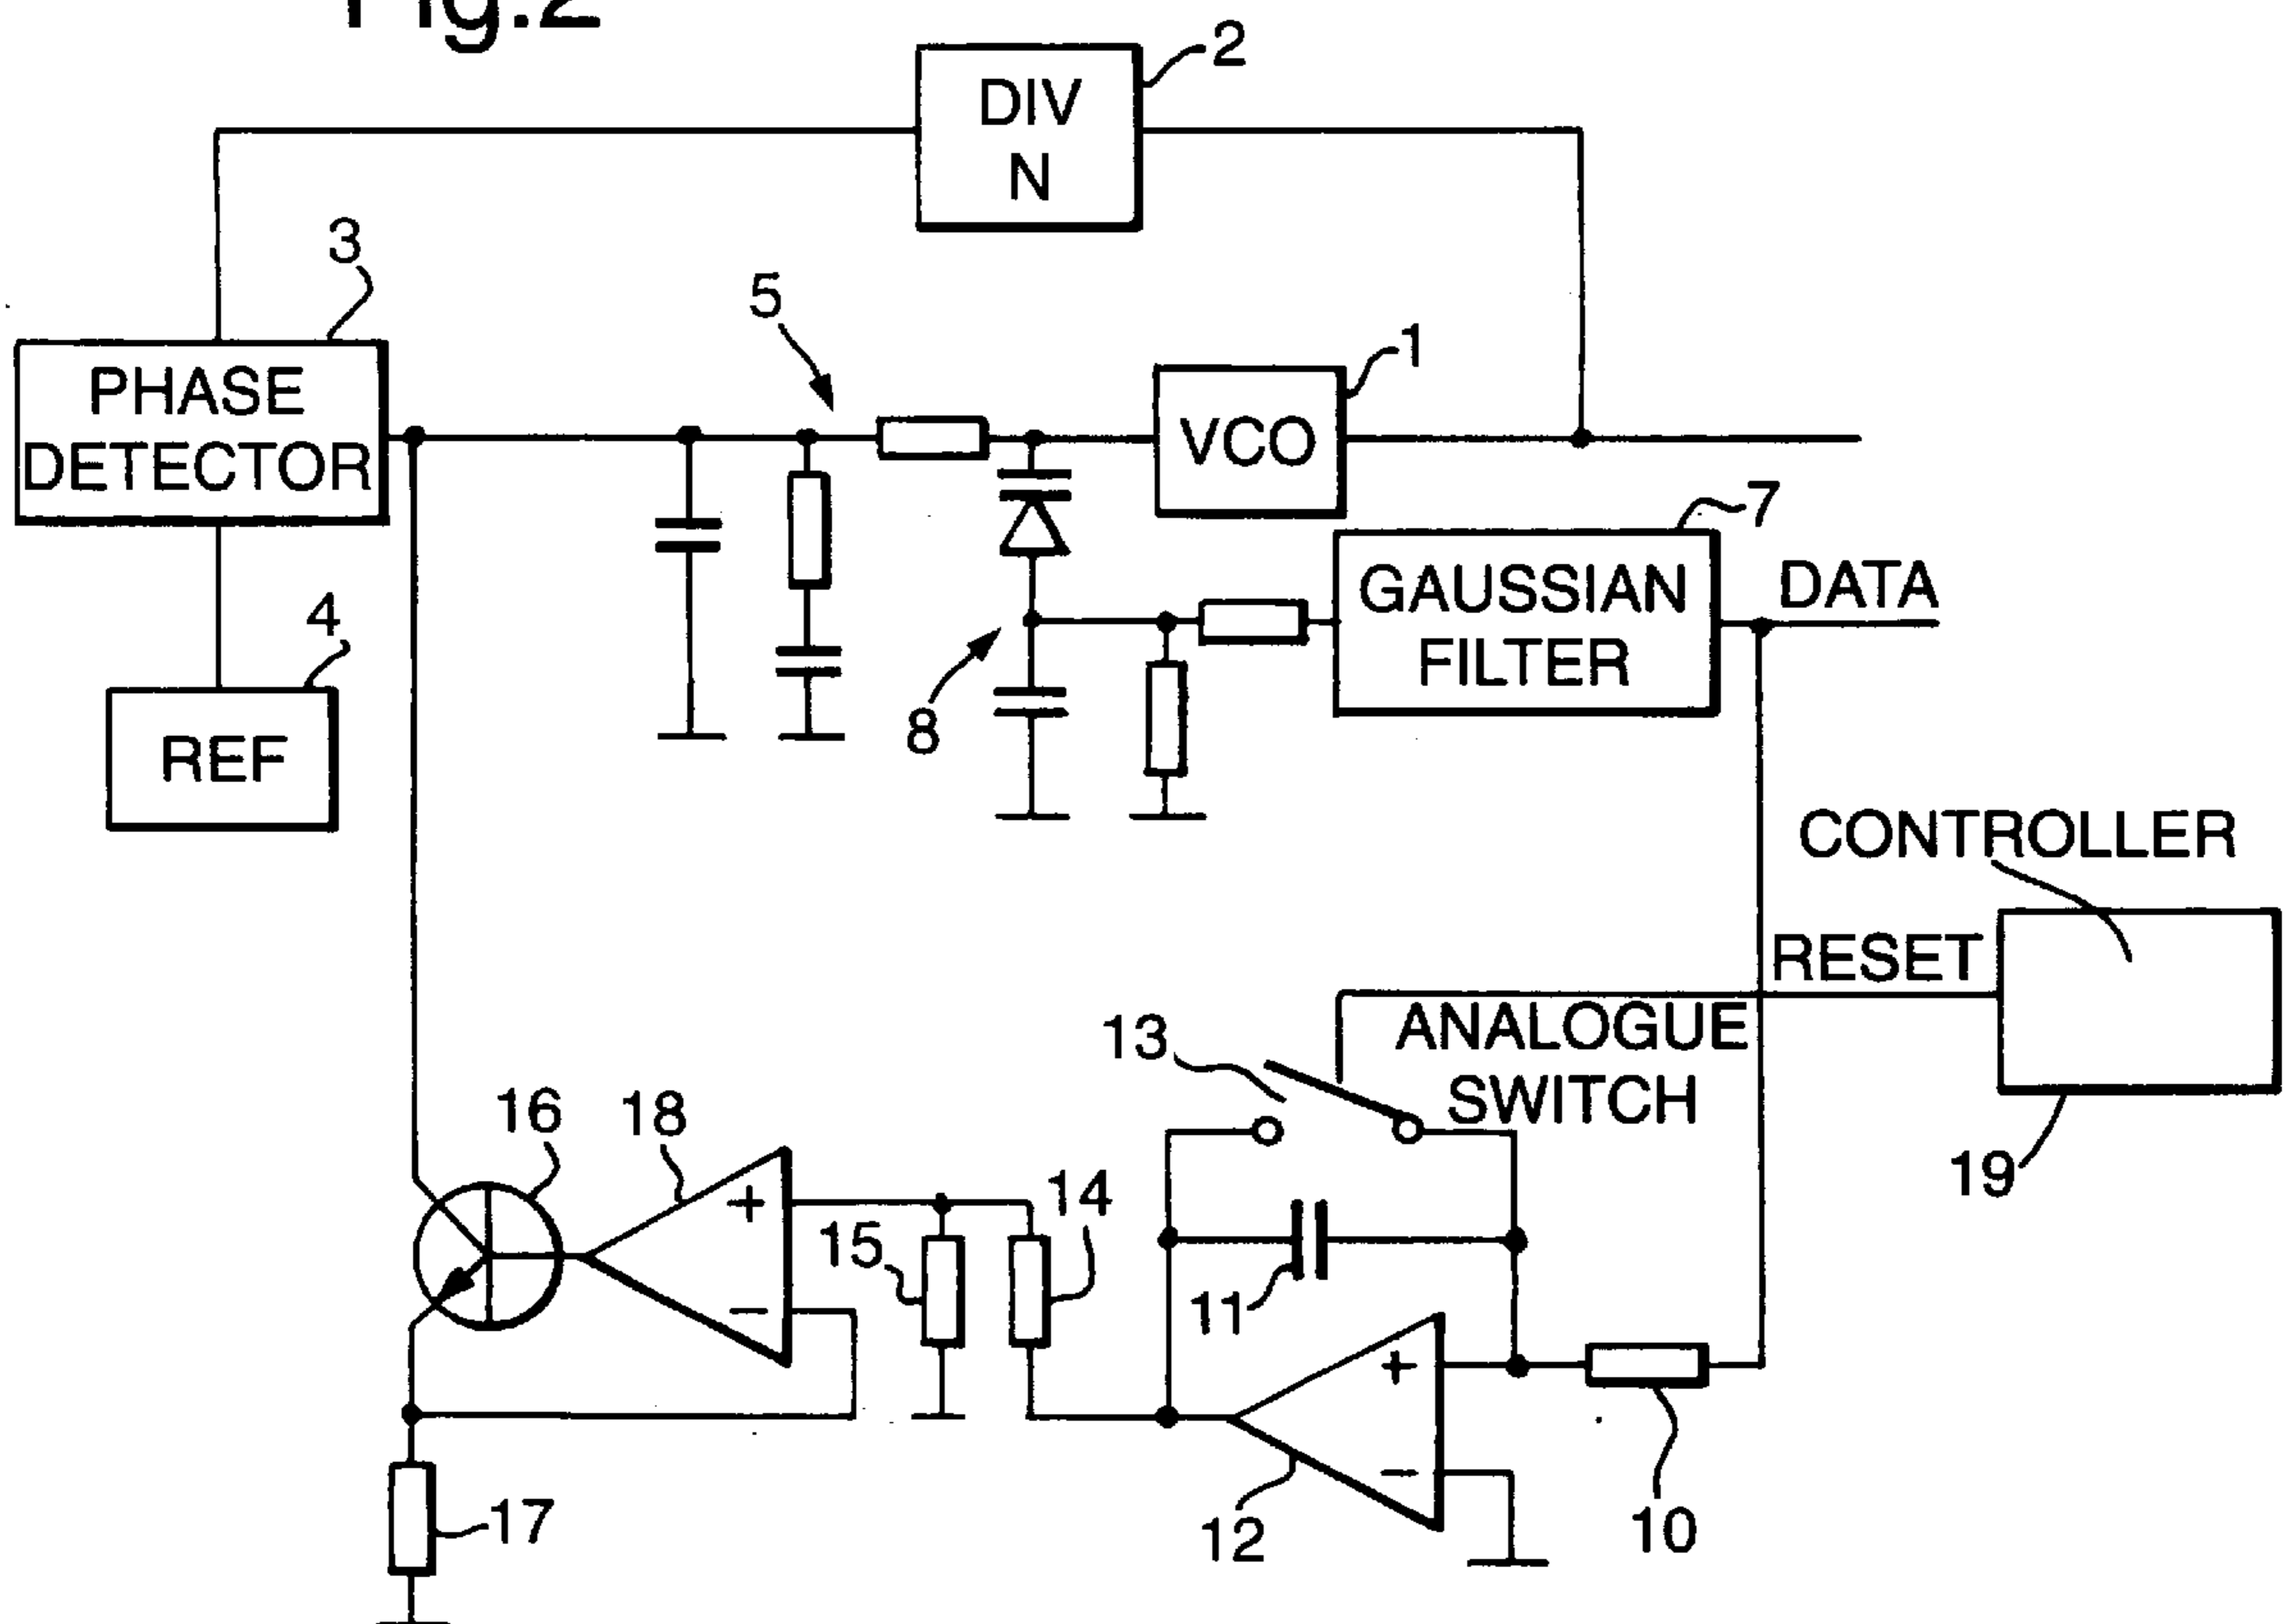 Fig.2
2
DIV
N
3
5
1
PHASE
DETECTOR
VCO
7
GAUSSIAN
FILTER
DATA
4
8
REF
CONTROLLER
RESET
13
ANALOGUE
SWITCH
16
18
+
14
19
15
-
11
+
17
-
12
10